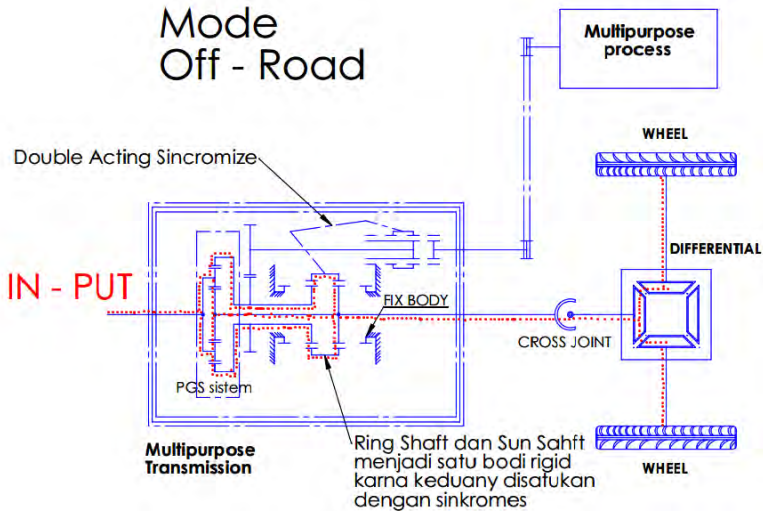 Mode
Off - Road
Multipurpose
process
WHEEL
Double Acting Sincromize
DIFFERENTIAL
IN - PUT
FIX BODY
CROSS JOINT
PGS sistem
Multipurpose
Transmission
Ring Shaft dan Sun Sahft
menjadi satu bodi rigid
karna keduany disatukan
dengan sinkromes
WHEEL